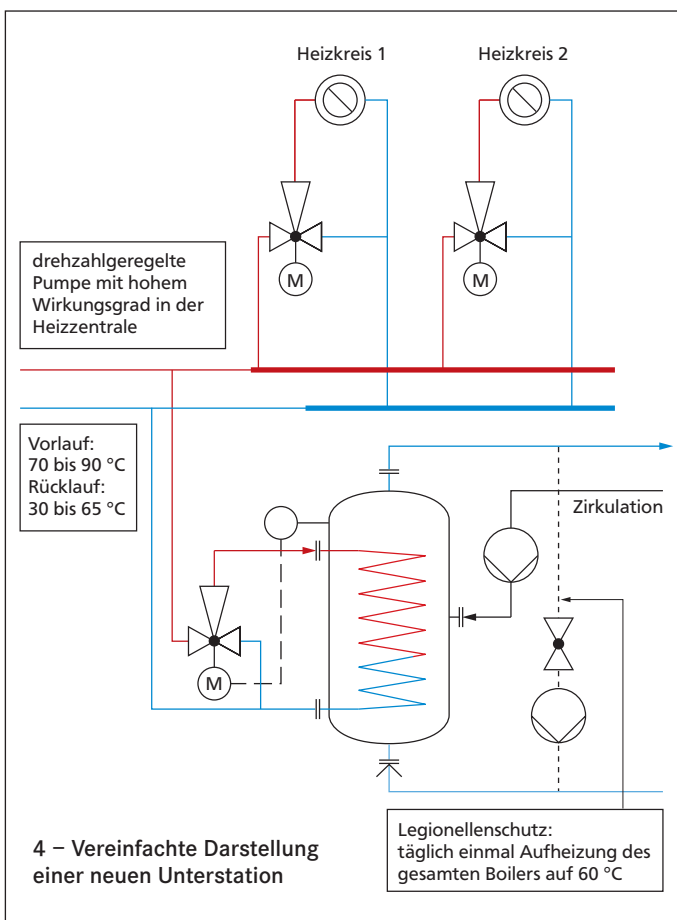 Heizkreis 1
Heizkreis 2
M
M
drehzahlgeregelte
Pumpe mit hohem
Wirkungsgrad in der
Heizzentrale
Vorlauf:
70 bis 90 °C
Rücklauf:
30 bis 65 °C
Zirkulation
M
Legionellenschutz:
täglich einmal Aufheizung des
gesamten Boilers auf 60 °C
4 – Vereinfachte Darstellung
einer neuen Unterstation